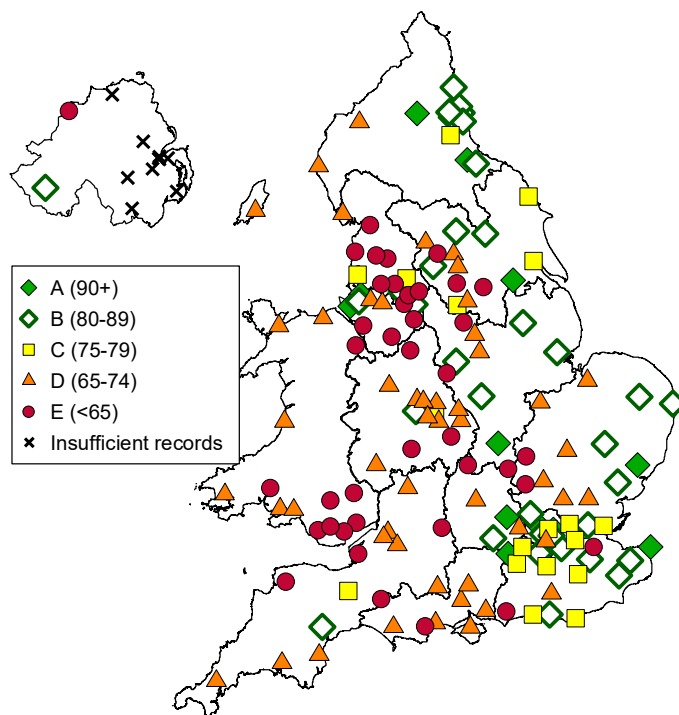 A (90+)
B (80-89)
C (75-79)
D (65-74)
E (<65)
Insufficient records